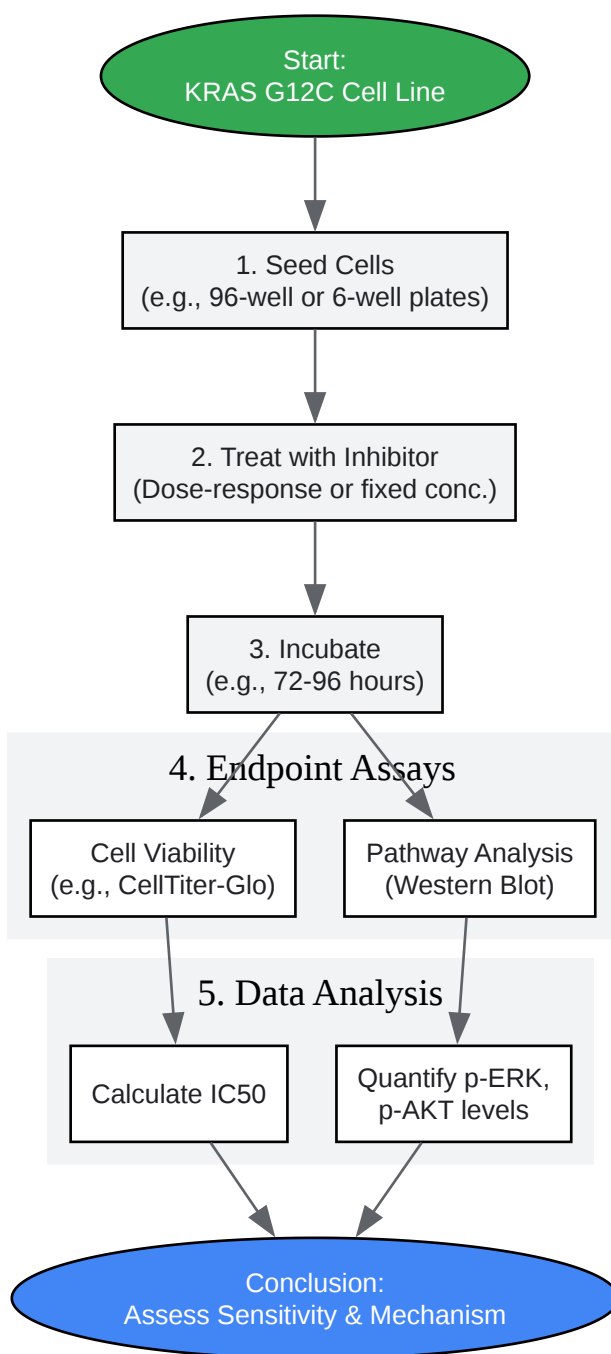 Start:
KRAS G12C Cell Line
1. Seed Cells
(e.g., 96-well or 6-well plates)
2. Treat with Inhibitor
(Dose-response or fixed conc.)
3. Incubate
(e.g., 72-96 hours)
4. Endpoint Assays
Cell Viability
(e.g., CellTiter-Glo)
Pathway Analysis
(Western Blot)
5. Data Analysis
Calculate IC50
Quantify p-ERK,
p-AKT levels
Conclusion:
Assess Sensitivity & Mechanism